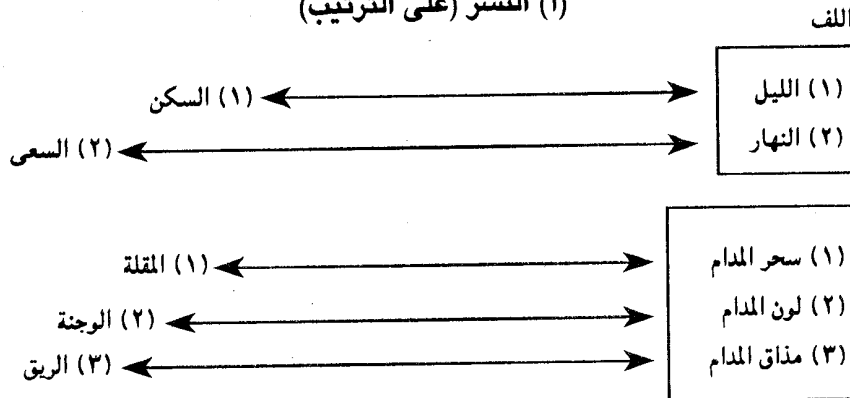 (١) النشر (على الترتيب)
اللف
(١) الليل (١) السكن
(٢) النهار (٢) السعى
(١) سحر المدام (١) المقلة
(٢) لون المدام (٢) الوجنة
(٣) مذاق المدام (٣) الريق